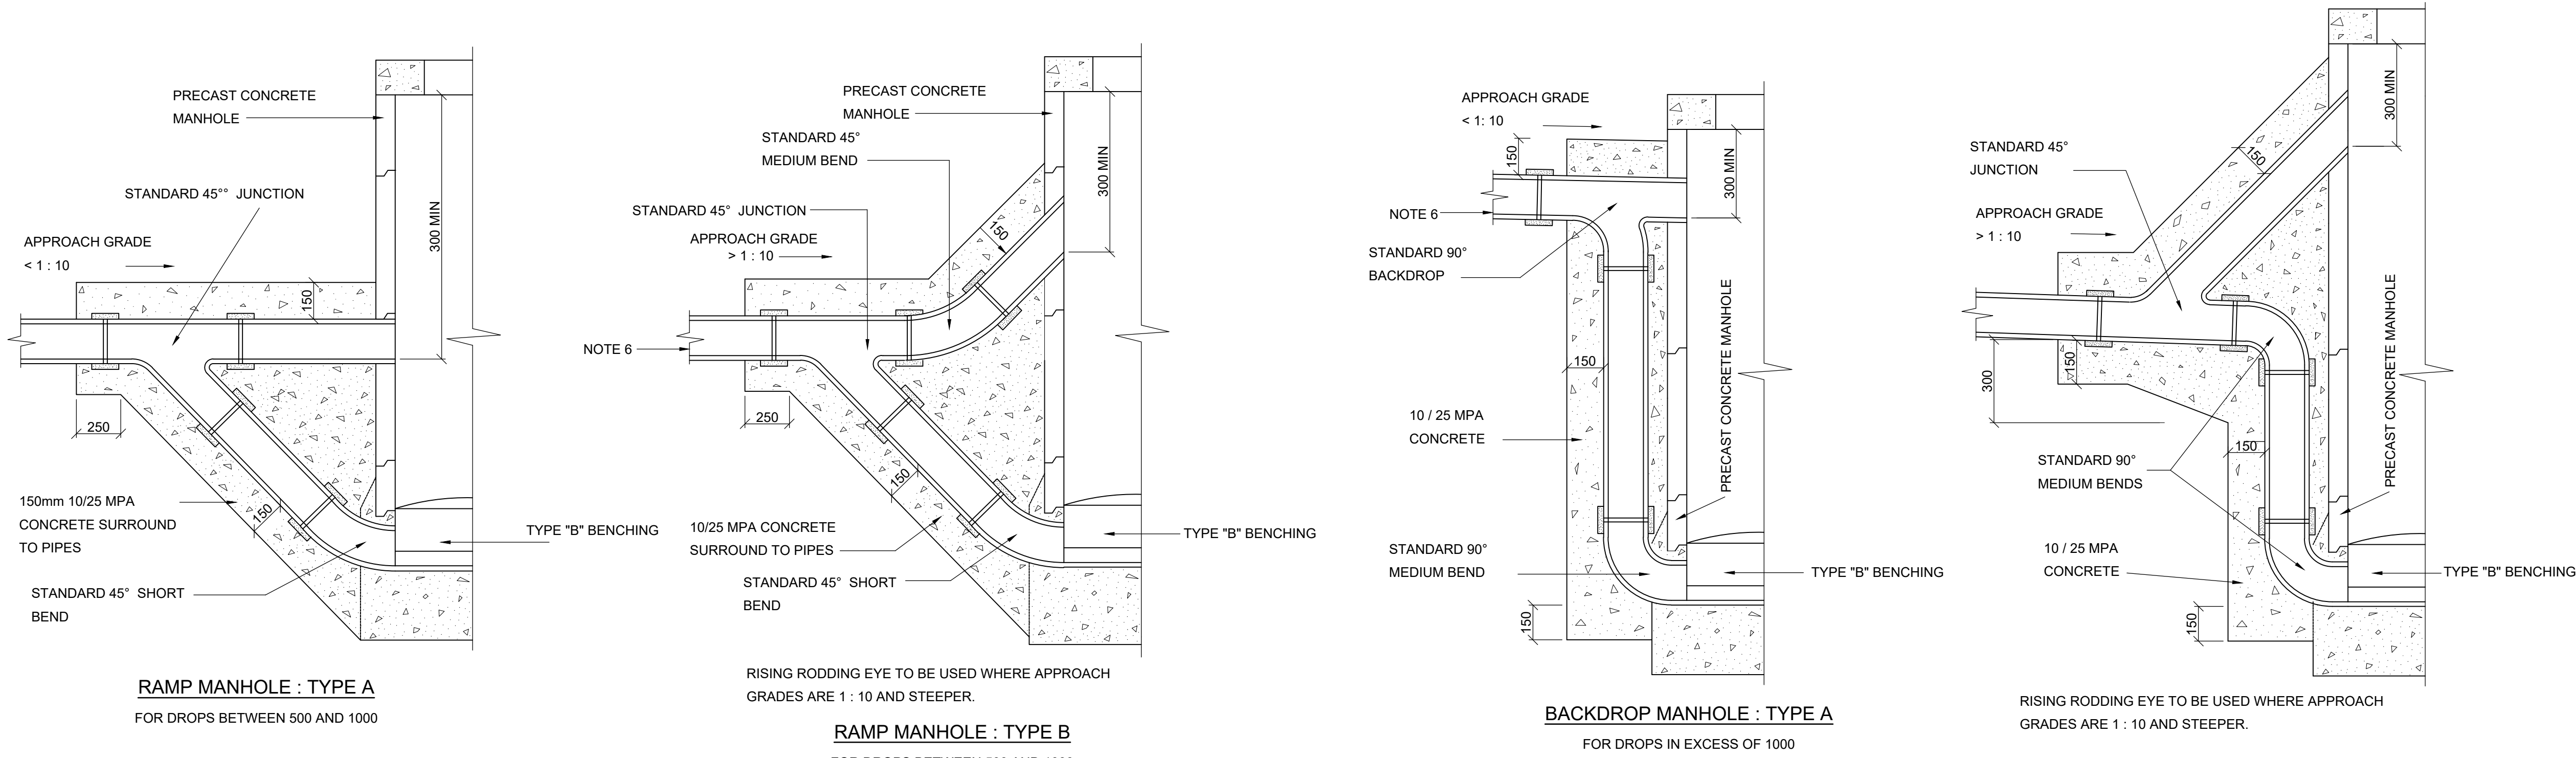 PRECAST CONCRETE
MANHOLE
STANDARD 45°° JUNCTION
APPROACH GRADE
< 1 : 10
300 MIN
150
250
150
150mm 10/25 MPA
CONCRETE SURROUND
TO PIPES
TYPE "B" BENCHING
STANDARD 45° SHORT
BEND
RAMP MANHOLE : TYPE A
FOR DROPS BETWEEN 500 AND 1000
PRECAST CONCRETE
MANHOLE
STANDARD 45°
MEDIUM BEND
300 MIN
STANDARD 45° JUNCTION
150
APPROACH GRADE
> 1 : 10
NOTE 6
250
150
10/25 MPA CONCRETE
SURROUND TO PIPES
TYPE "B" BENCHING
STANDARD 45° SHORT
BEND
RISING RODDING EYE TO BE USED WHERE APPROACH
GRADES ARE 1 : 10 AND STEEPER.
RAMP MANHOLE : TYPE B
APPROACH GRADE
< 1: 10
150
300 MIN
NOTE 6
STANDARD 90°
BACKDROP
PRECAST CONCRETE MANHOLE
150
10 / 25 MPA
CONCRETE
STANDARD 90°
MEDIUM BEND
TYPE "B" BENCHING
150
BACKDROP MANHOLE : TYPE A
FOR DROPS IN EXCESS OF 1000
300 MIN
STANDARD 45°
JUNCTION
150
APPROACH GRADE
> 1 : 10
150
300
PRECAST CONCRETE MANHOLE
150
STANDARD 90°
MEDIUM BENDS
10 / 25 MPA
CONCRETE
TYPE "B" BENCHING
150
RISING RODDING EYE TO BE USED WHERE APPROACH
GRADES ARE 1 : 10 AND STEEPER.